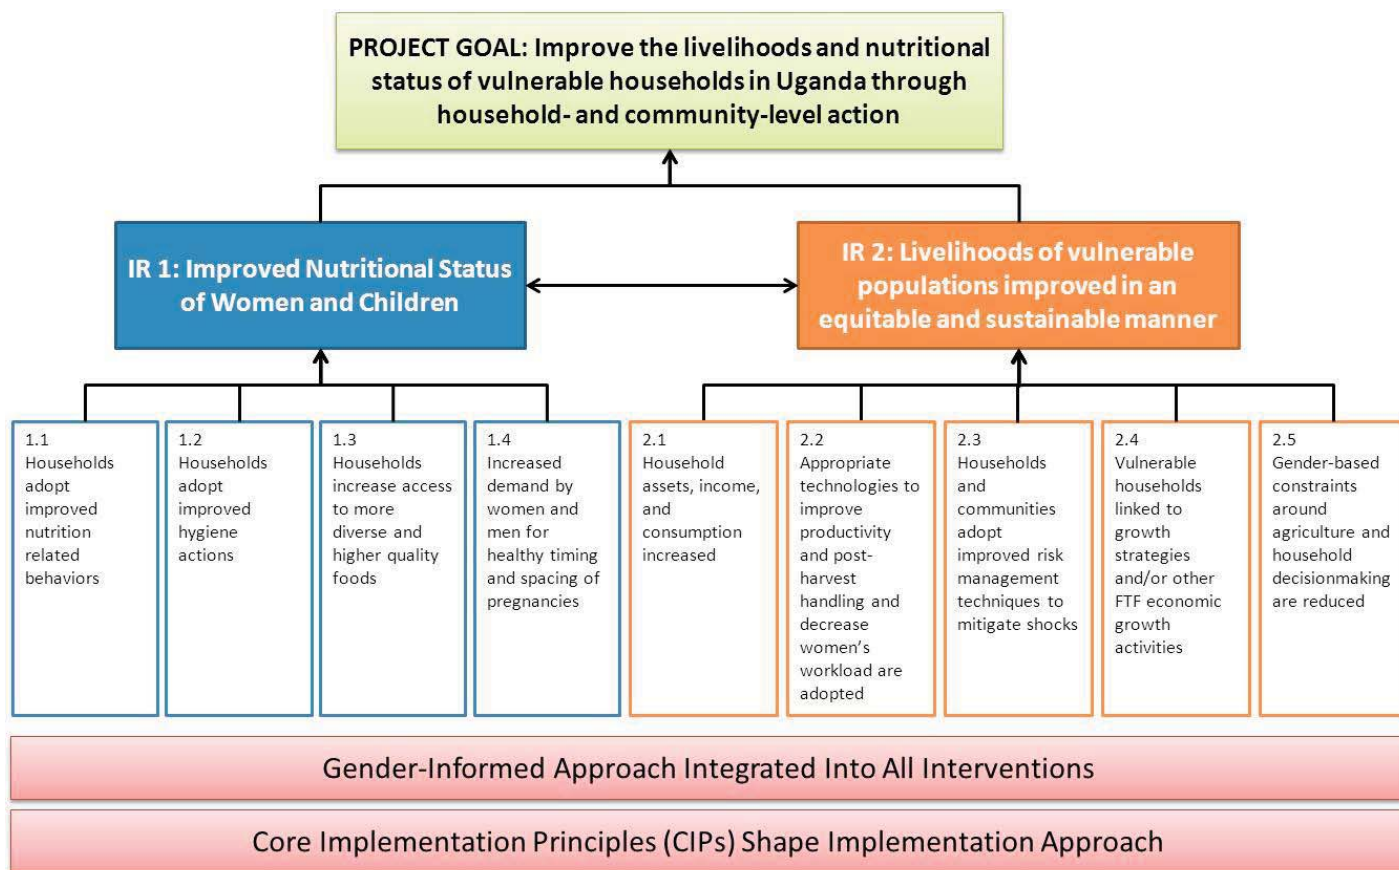 PROJECT GOAL: Improve the livelihoods and nutritional
status of vulnerable households in Uganda through
household- and community-level action
IR 1: Improved Nutritional Status
of Women and Children
IR 2: Livelihoods of vulnerable
populations improved in an
equitable and sustainable manner
1.1
Households
adopt
improved
nutrition
related
behaviors
1.2
Households
adopt
improved
hygiene
actions
1.3
Households
increase access
to more
diverse and
higher quality
foods
1.4
Increased
demand by
women and
men for
healthy timing
and spacing of
pregnancies
2.1
Household
assets, income,
and
consumption
increased
2.2
Appropriate
technologies to
improve
productivity
and post-
harvest
handling and
decrease
women's
workload are
adopted
2.3
Households
and
communities
adopt
improved risk
management
techniques to
mitigate shocks
2.4
Vulnerable
households
linked to
growth
strategies
and/or other
FTF economic
growth
activities
2.5
Gender-based
constraints
around
agriculture and
household
decisionmaking
are reduced
Gender-Informed Approach Integrated Into All Interventions
Core Implementation Principles (CIPs) Shape Implementation Approach